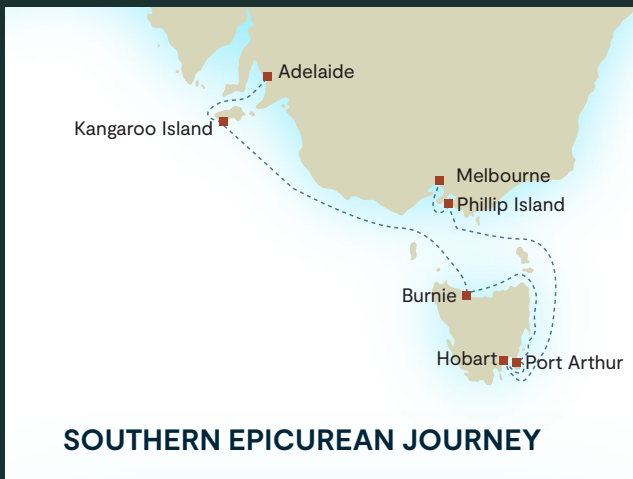 Adelaide
Kangaroo Island
Melbourne
Phillip Island
Burnie
Hobart
Port Arthur
SOUTHERN EPICUREAN JOURNEY